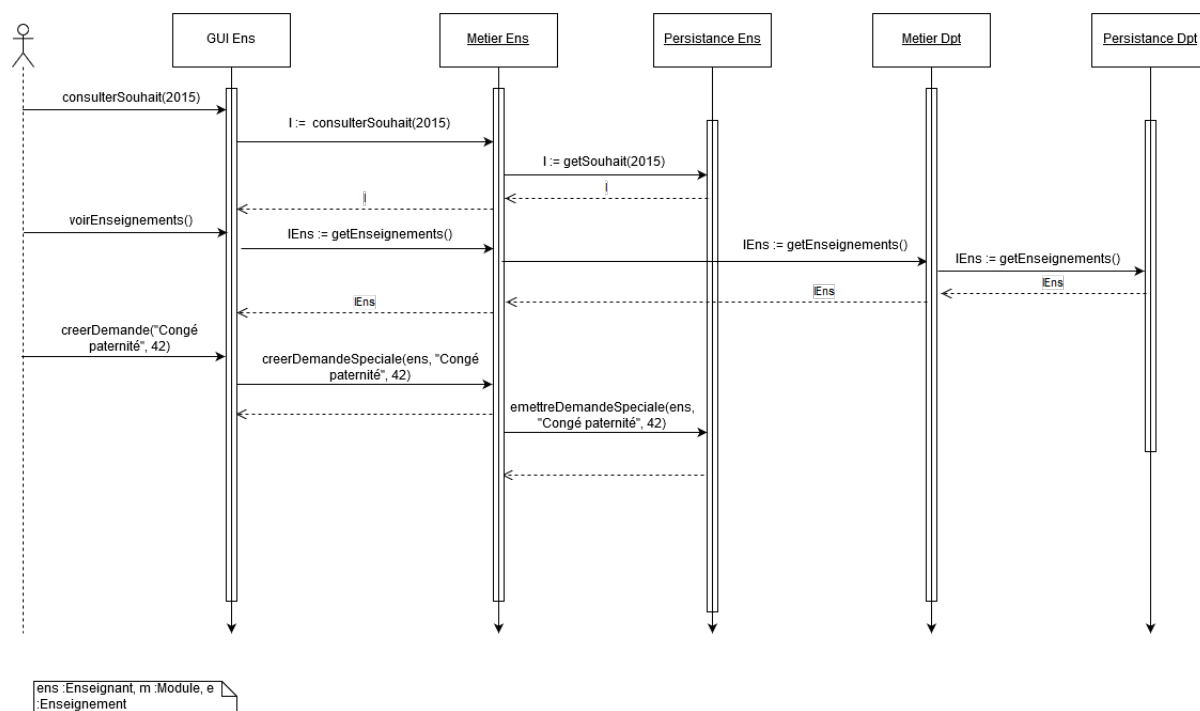 GUI Ens
Metier Ens
Persistance Ens
Metier Dpt
Persistance Dpt
consulterSouhait(2015)
l := consulterSouhait(2015)
l := getSouhait(2015)
l
l
voirEnseignements()
lEns := getEnseignements()
lEns := getEnseignements()
lEns := getEnseignements()
lEns
lEns
lEns
creerDemande("Congé
paternité", 42)
creerDemandeSpeciale(ens, "Congé
paternité", 42)
emettreDemandeSpeciale(ens,
"Congé paternité", 42)
ens :Enseignant, m :Module, e
:Enseignement